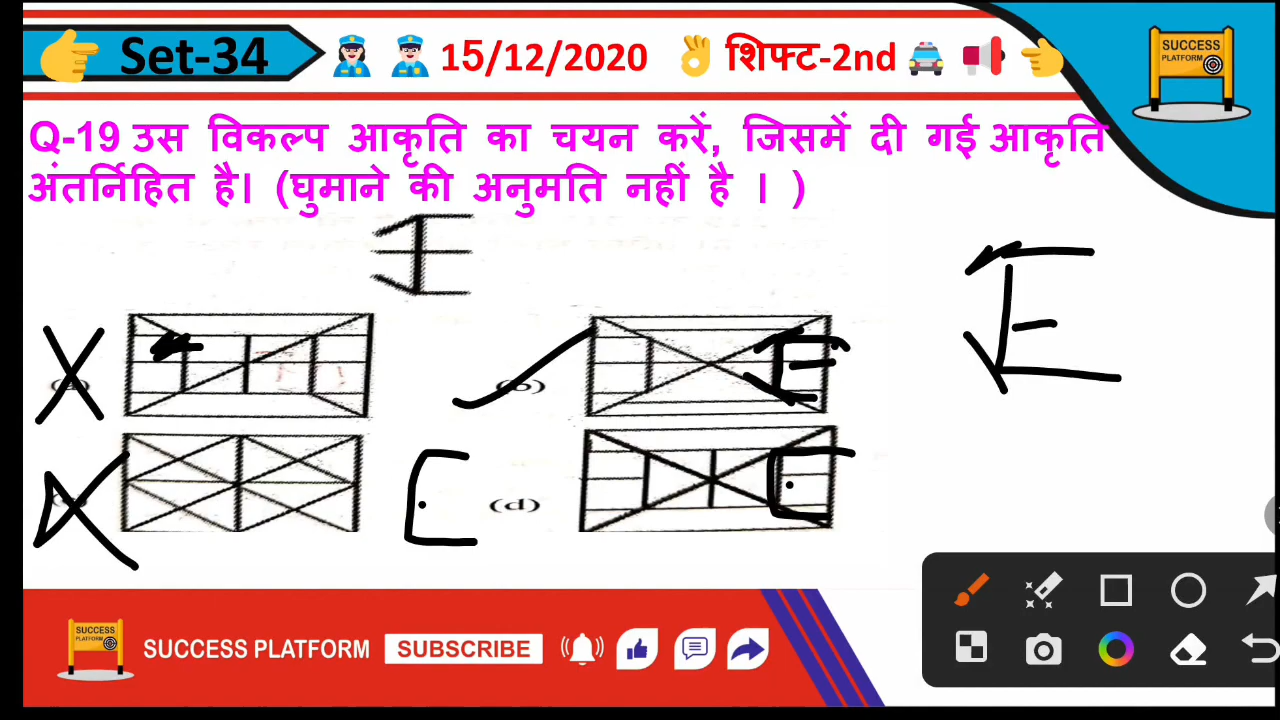 Set-34
15/12/2020 शिफ्ट-2nd
SUCCESS
PLATFORM
Q-19 उस विकल्प आकृति का चयन करें, जिसमें दी गई आकृति
अंतर्निहित है। (घुमाने की अनुमति नहीं है । )
(b)
(d)
SUCCESS
PLATFORM
SUCCESS PLATFORM
SUBSCRIBE